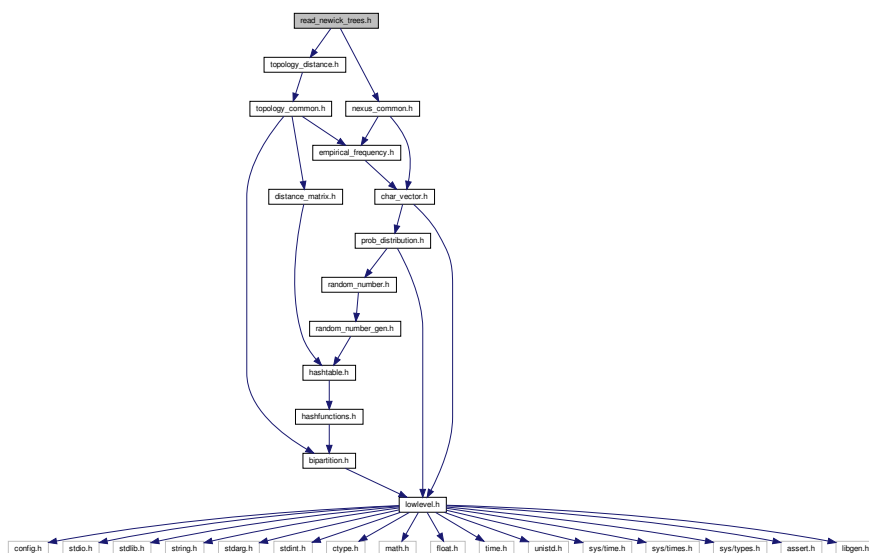 read_newick_trees.h
topology_distance.h
topology_common.h
nexus_common.h
empirical_frequency.h
distance_matrix.h
char_vector.h
prob_distribution.h
random_number.h
random_number_gen.h
hashtable.h
hashfunctions.h
bipartition.h
lowlevel.h
config.h
stdio.h
stdlib.h
string.h
stdarg.h
stdint.h
ctype.h
math.h
float.h
time.h
unistd.h
sys/time.h
sys/times.h
sys/types.h
assert.h
libgen.h